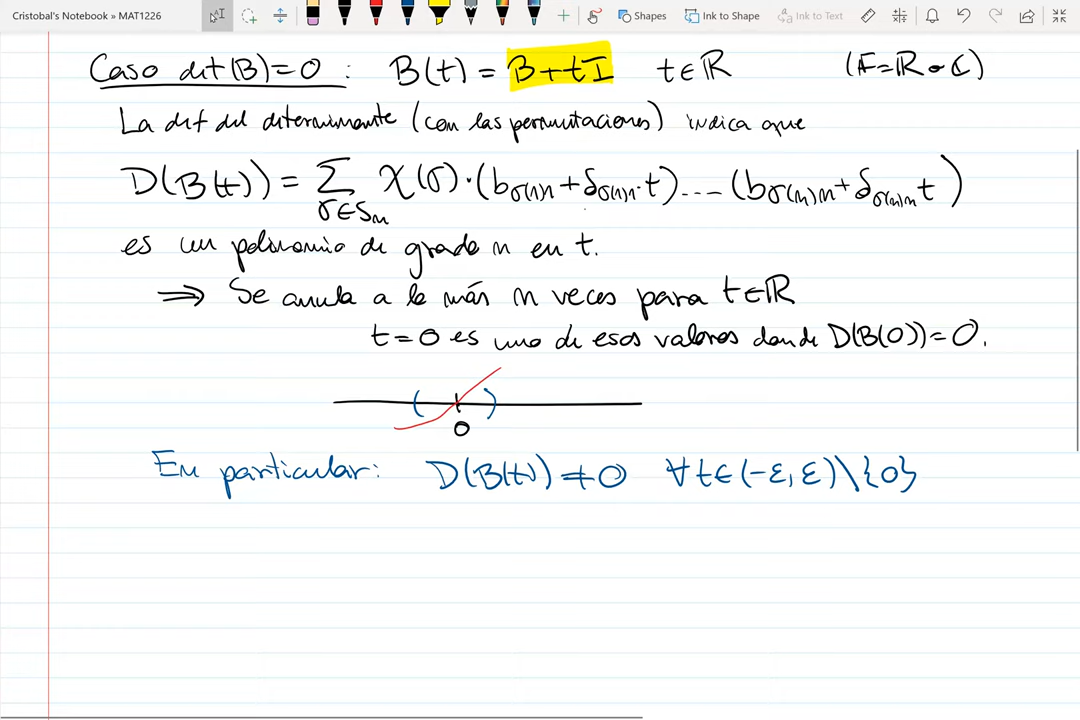 Cristobal's Notebook » MAT1226
Shapes Ink to Shape Ink to Text
Caso det(B)=0 : B(t) = B+tI t∈ℝ (F=ℝ o ℂ)
La def del determinante (con las permutaciones) indica que
D(B(t)) = Σ_{σ∈S_n} χ(σ)·(b_{σ(1)1}+δ_{σ(1)1}·t)....(b_{σ(n)n}+δ_{σ(n)n}t)
es un polinomio de grado n en t.
⟹ Se anula a lo más n veces para t∈ℝ
t=0 es uno de esos valores donde D(B(0))=0.
0
En particular: D(B(t))≠0 ∀t∈(-ε,ε)\{0}